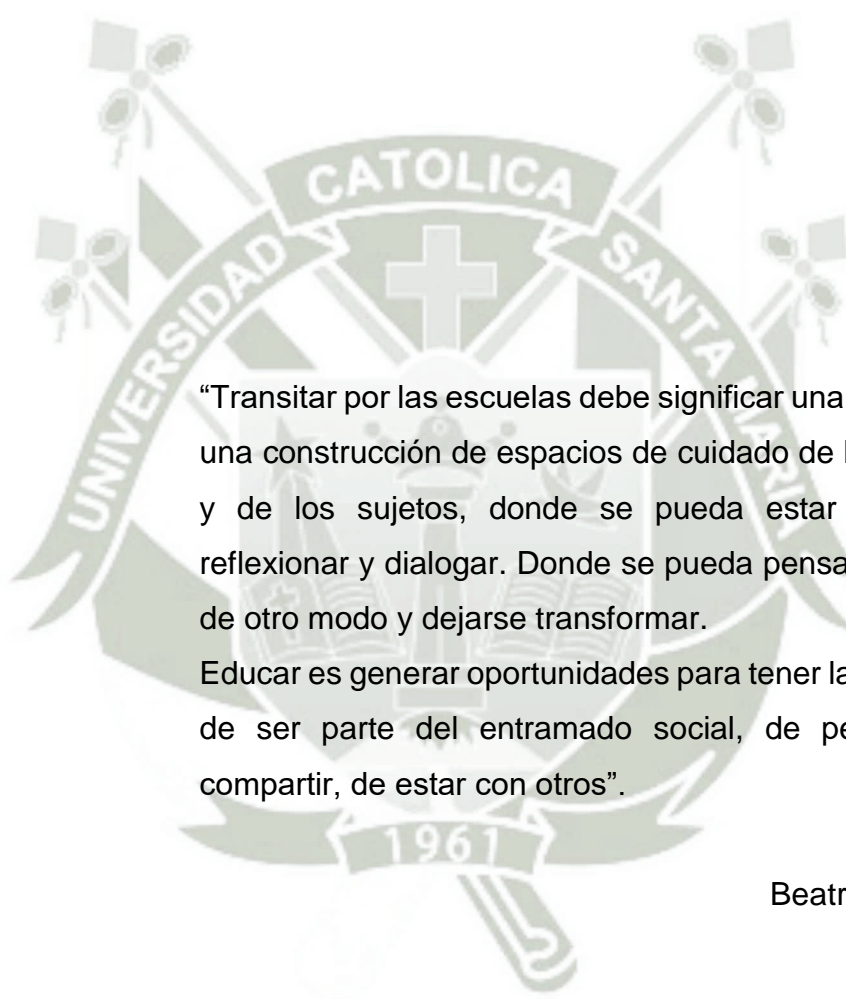 UNIVERSIDAD CATOLICA SANTA MARI
“Transitar por las escuelas debe significar una
una construcción de espacios de cuidado de
y de los sujetos, donde se pueda estar
reflexionar y dialogar. Donde se pueda pensa
de otro modo y dejarse transformar.
Educar es generar oportunidades para tener la
de ser parte del entramado social, de pe
compartir, de estar con otros”.
1961
Beatr